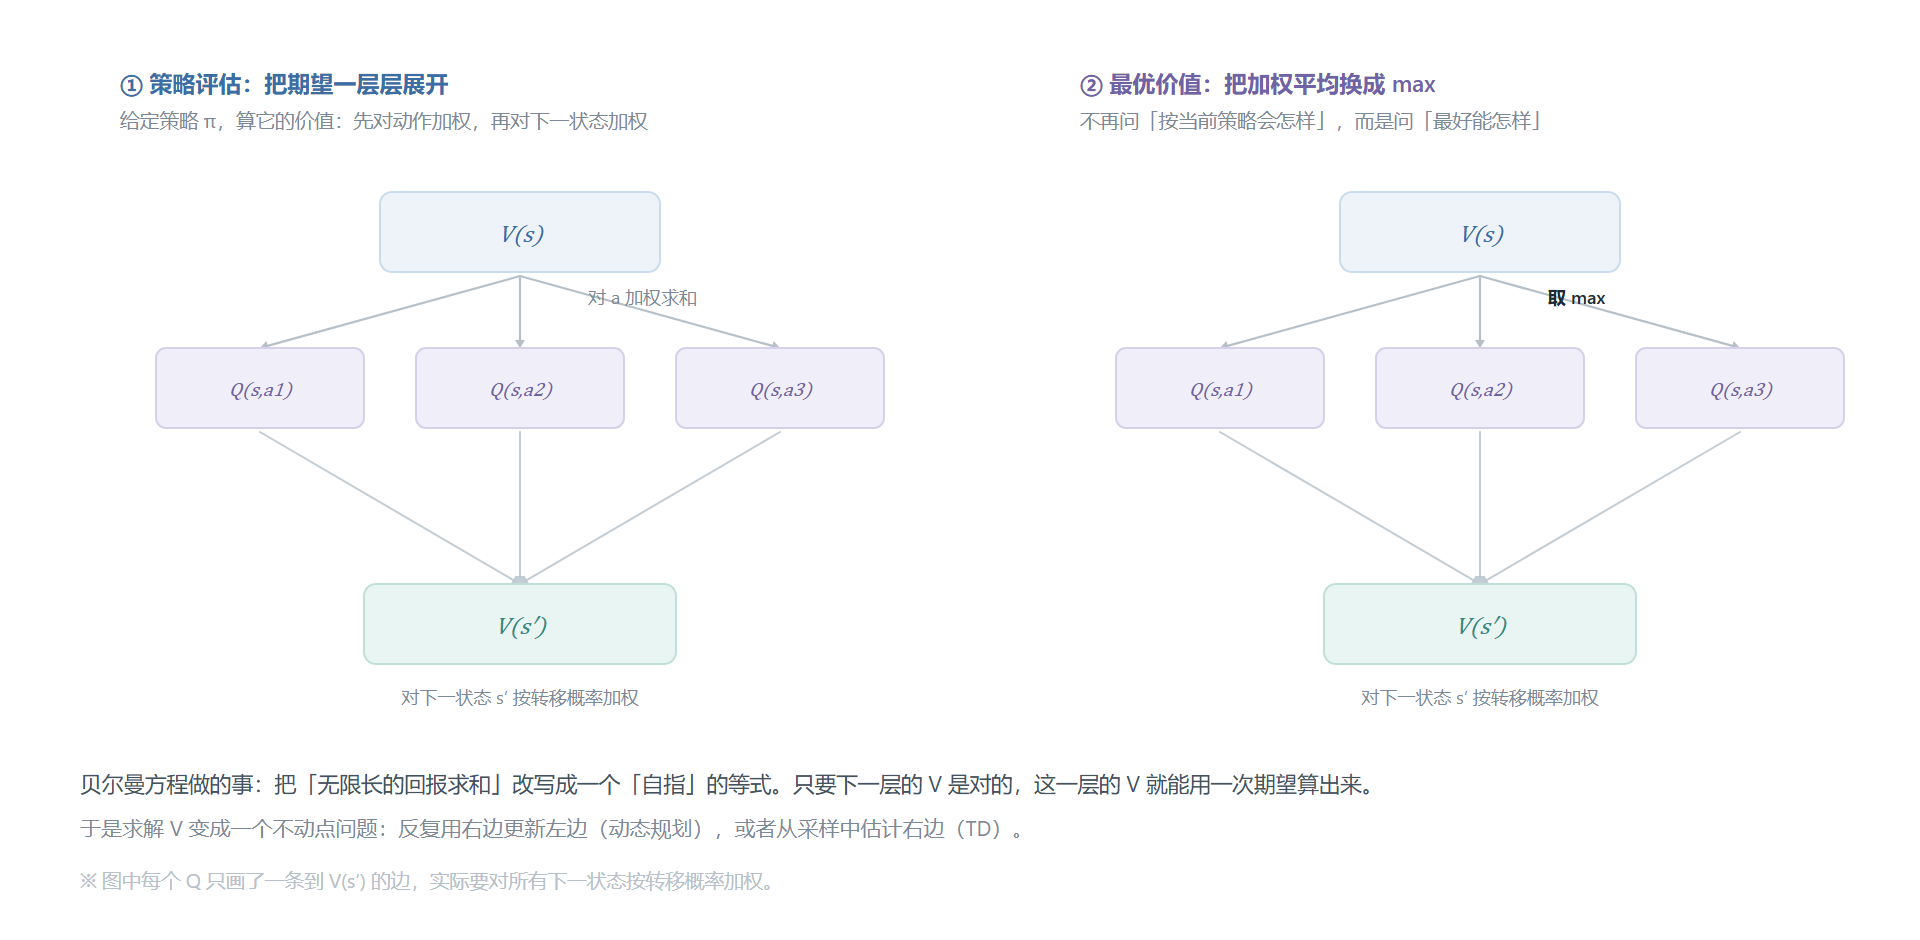 ① 策略评估：把期望一层层展开
给定策略 π，算它的价值：先对动作加权，再对下一状态加权
V(s)
对 a 加权求和
Q(s,a1)
Q(s,a2)
Q(s,a3)
V(s′)
对下一状态 s′ 按转移概率加权
② 最优价值：把加权平均换成 max
不再问「按当前策略会怎样」，而是问「最好能怎样」
V(s)
取 max
Q(s,a1)
Q(s,a2)
Q(s,a3)
V(s′)
对下一状态 s′ 按转移概率加权
贝尔曼方程做的事：把「无限长的回报求和」改写成一个「自指」的等式。只要下一层的 V 是对的，这一层的 V 就能用一次期望算出来。
于是求解 V 变成一个不动点问题：反复用右边更新左边（动态规划），或者从采样中估计右边（TD）。
※ 图中每个 Q 只画了一条到 V(s′) 的边，实际要对所有下一状态按转移概率加权。